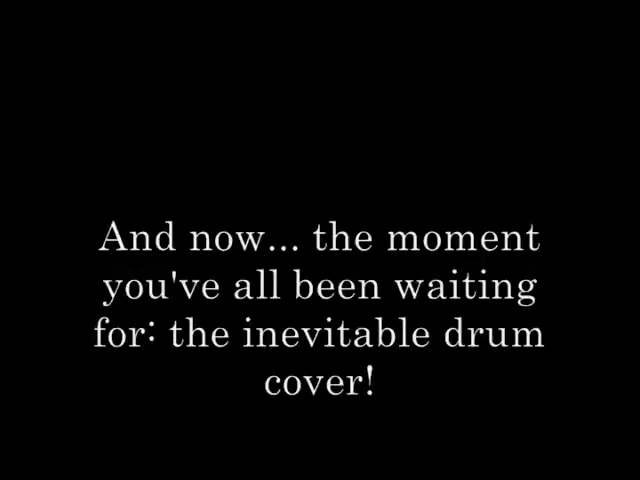 And now... the moment
you've all been waiting
for: the inevitable drum
cover!